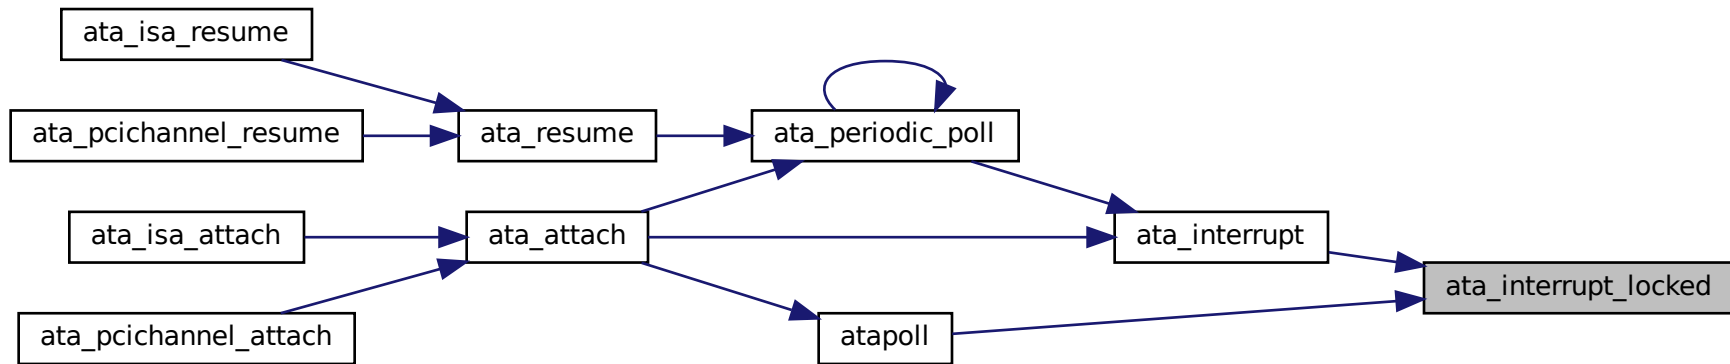 ata_isa_resume
ata_pcichannel_resume
ata_resume
ata_periodic_poll
ata_isa_attach
ata_attach
ata_interrupt
ata_interrupt_locked
ata_pcichannel_attach
atapoll